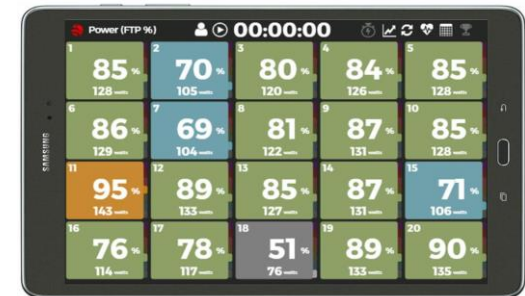 Power (FTP %) 00:00:00
1 2 3 4 5
85% 70% 80% 84% 85%
128 watts 105 watts 120 watts 126 watts 128 watts
6 7 8 9 10
86% 69% 81% 87% 85%
129 watts 104 watts 122 watts 131 watts 128 watts
11 12 13 14 15
95% 89% 85% 87% 71%
143 watts 133 watts 127 watts 131 watts 106 watts
16 17 18 19 20
76% 78% 51% 89% 90%
114 watts 117 watts 76 watts 133 watts 135 watts
SAMSUNG